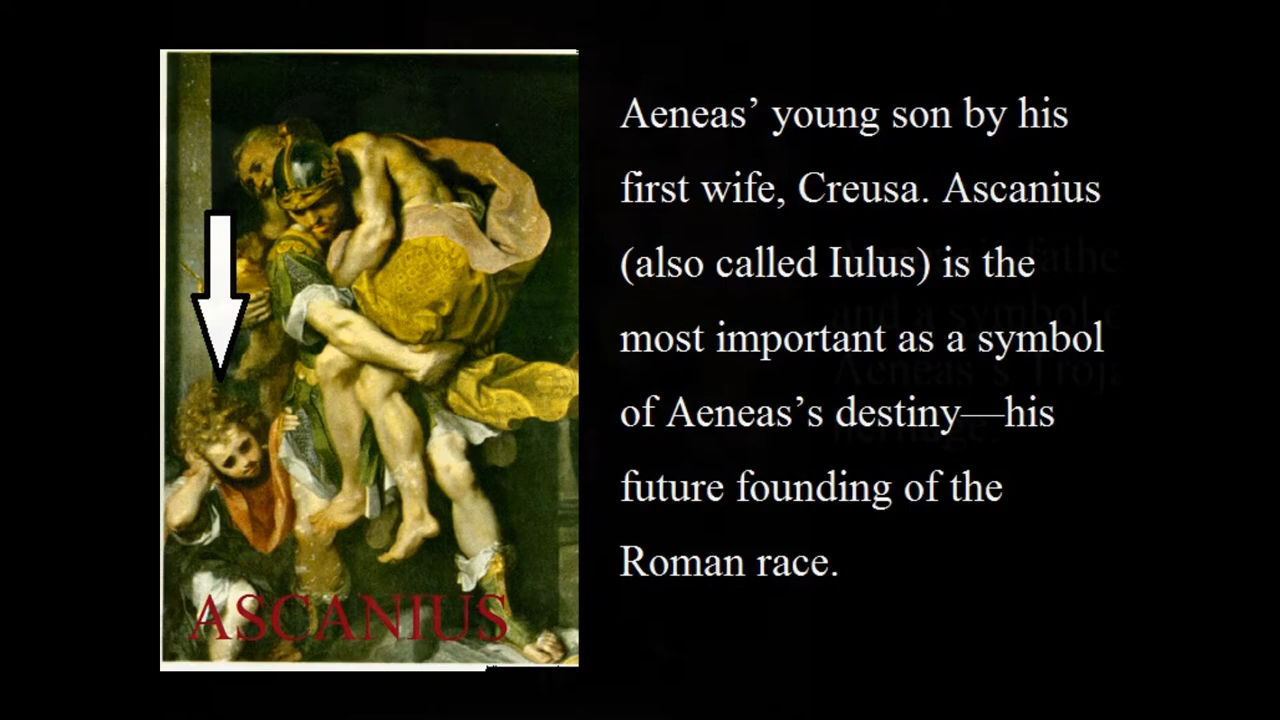 Aeneas’ young son by his
first wife, Creusa. Ascanius
(also called Iulus) is the
most important as a symbol
of Aeneas’s destiny—his
future founding of the
Roman race.
ASCANIUS